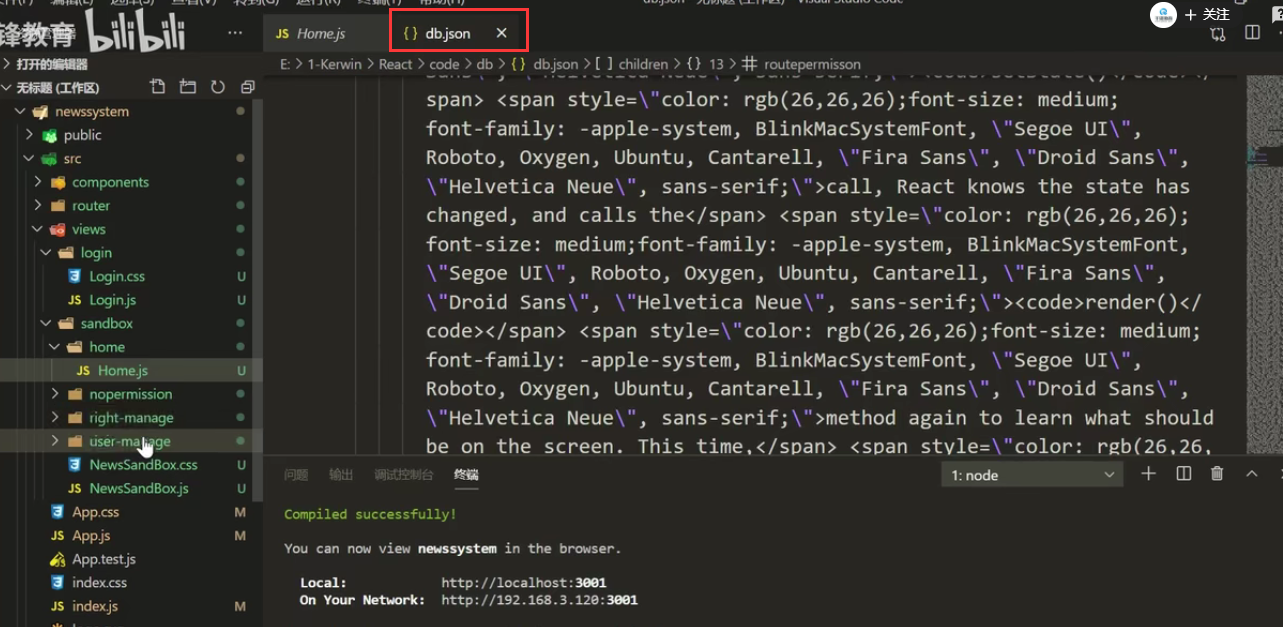 锋教育 bilibili
关注
JS Home.js
{ } db.json ×
打开的编辑器
E: > 1-Kerwin > React > code > db > { } db.json > [ ] children > { } 13 > routepermisson
无标题 (工作区)
newssystem
public
src
components
router
views
login
Login.css U
JS Login.js U
sandbox
home
JS Home.js U
nopermission
right-manage
user-manage
NewsSandBox.css U
JS NewsSandBox.js U
App.css M
JS App.js M
App.test.js
index.css
JS index.js M
span> <span style=\"color: rgb(26,26,26);font-size: medium;
font-family: -apple-system, BlinkMacSystemFont, \"Segoe UI\",
Roboto, Oxygen, Ubuntu, Cantarell, \"Fira Sans\", \"Droid Sans\",
\"Helvetica Neue\", sans-serif;\">call, React knows the state has
changed, and calls the</span> <span style=\"color: rgb(26,26,26);
font-size: medium;font-family: -apple-system, BlinkMacSystemFont,
\"Segoe UI\", Roboto, Oxygen, Ubuntu, Cantarell, \"Fira Sans\",
\"Droid Sans\", \"Helvetica Neue\", sans-serif;\"><code>render()</
code></span> <span style=\"color: rgb(26,26,26);font-size: medium;
font-family: -apple-system, BlinkMacSystemFont, \"Segoe UI\",
Roboto, Oxygen, Ubuntu, Cantarell, \"Fira Sans\", \"Droid Sans\",
\"Helvetica Neue\", sans-serif;\">method again to learn what should
be on the screen. This time,</span> <span style=\"color: rgb(26,26,
问题 输出 调试控制台 终端
1: node
Compiled successfully!
You can now view newssystem in the browser.
Local: http://localhost:3001
On Your Network: http://192.168.3.120:3001